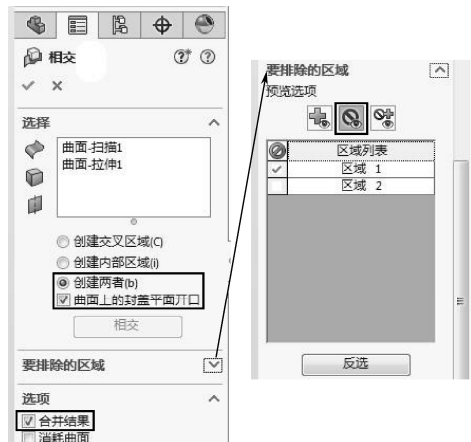 相交
选择
曲面-扫描1
曲面-拉伸1
创建交叉区域(C)
创建内部区域(i)
创建两者(b)
曲面上的封盖平面开口
相交
要排除的区域
选项
合并结果
消耗曲面
要排除的区域
预览选项
区域列表
区域 1
区域 2
反选